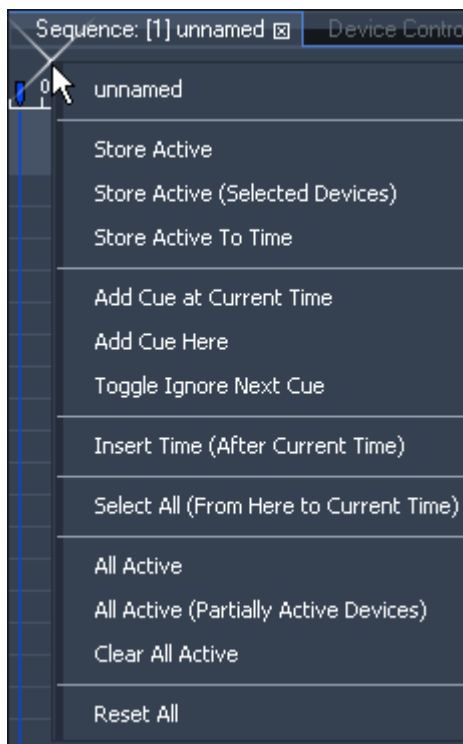 Sequence: [1] unnamed
Device Contro
0
unnamed
Store Active
Store Active (Selected Devices)
Store Active To Time
Add Cue at Current Time
Add Cue Here
Toggle Ignore Next Cue
Insert Time (After Current Time)
Select All (From Here to Current Time)
All Active
All Active (Partially Active Devices)
Clear All Active
Reset All